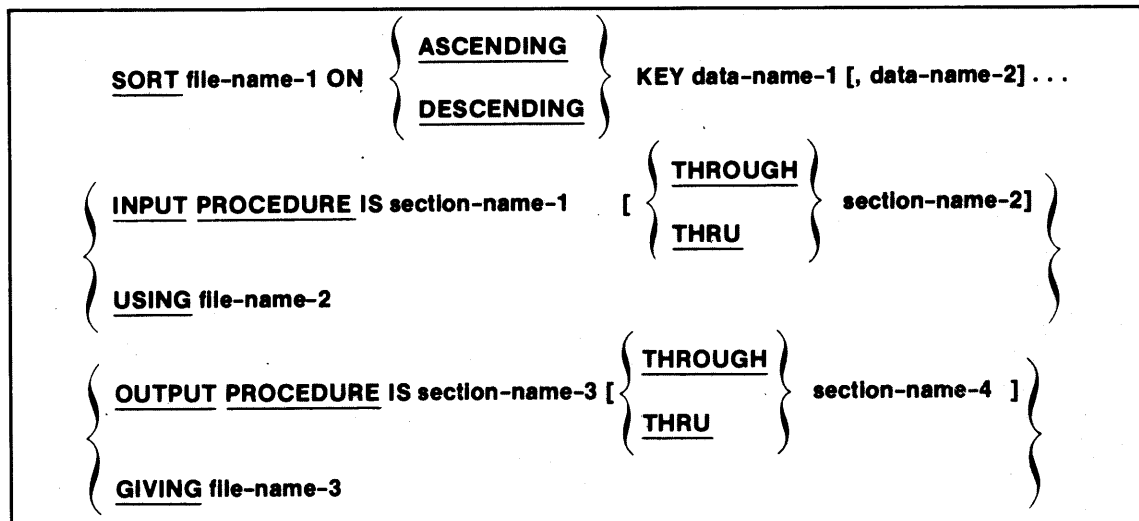 ASCENDING
SORT file-name-1 ON KEY data-name-1 [, data-name-2] . . .
DESCENDING
THROUGH
INPUT PROCEDURE IS section-name-1 [ section-name-2]
THRU
USING file-name-2
THROUGH
OUTPUT PROCEDURE IS section-name-3 [ section-name-4 ]
THRU
GIVING file-name-3